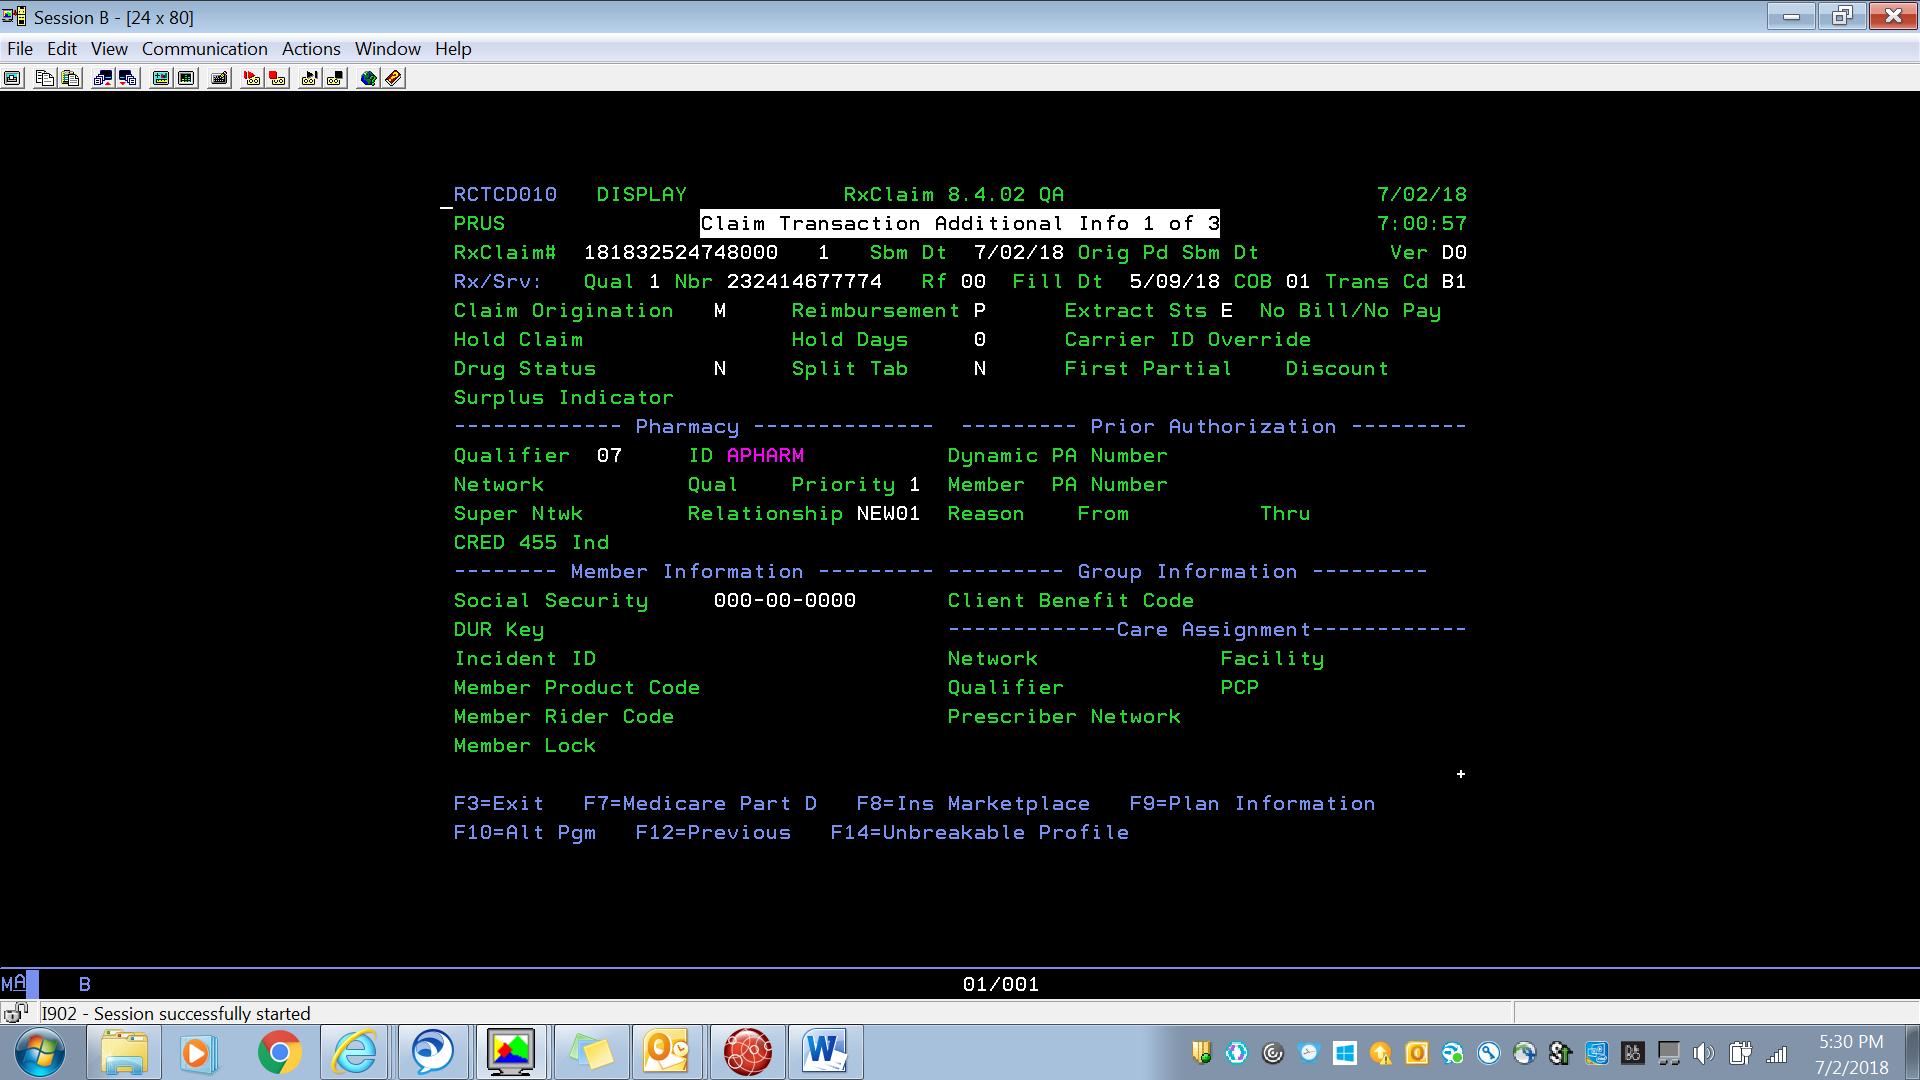 Session B - [24 x 80]
File Edit View Communication Actions Window Help
RCTCD010 DISPLAY RxClaim 8.4.02 QA 7/02/18
PRUS Claim Transaction Additional Info 1 of 3 7:00:57
RxClaim# 181832524748000 1 Sbm Dt 7/02/18 Orig Pd Sbm Dt Ver D0
Rx/Srv: Qual 1 Nbr 232414677774 Rf 00 Fill Dt 5/09/18 COB 01 Trans Cd B1
Claim Origination M Reimbursement P Extract Sts E No Bill/No Pay
Hold Claim Hold Days 0 Carrier ID Override
Drug Status N Split Tab N First Partial Discount
Surplus Indicator
------------- Pharmacy -------------- --------- Prior Authorization ---------
Qualifier 07 ID APHARM Dynamic PA Number
Network Qual Priority 1 Member PA Number
Super Ntwk Relationship NEW01 Reason From Thru
CRED 455 Ind
-------- Member Information --------- --------- Group Information ---------
Social Security 000-00-0000 Client Benefit Code
DUR Key -------------Care Assignment------------
Incident ID Network Facility
Member Product Code Qualifier PCP
Member Rider Code Prescriber Network
Member Lock
+
F3=Exit F7=Medicare Part D F8=Ins Marketplace F9=Plan Information
F10=Alt Pgm F12=Previous F14=Unbreakable Profile
MA B 01/001
I902 - Session successfully started
5:30 PM
7/2/2018